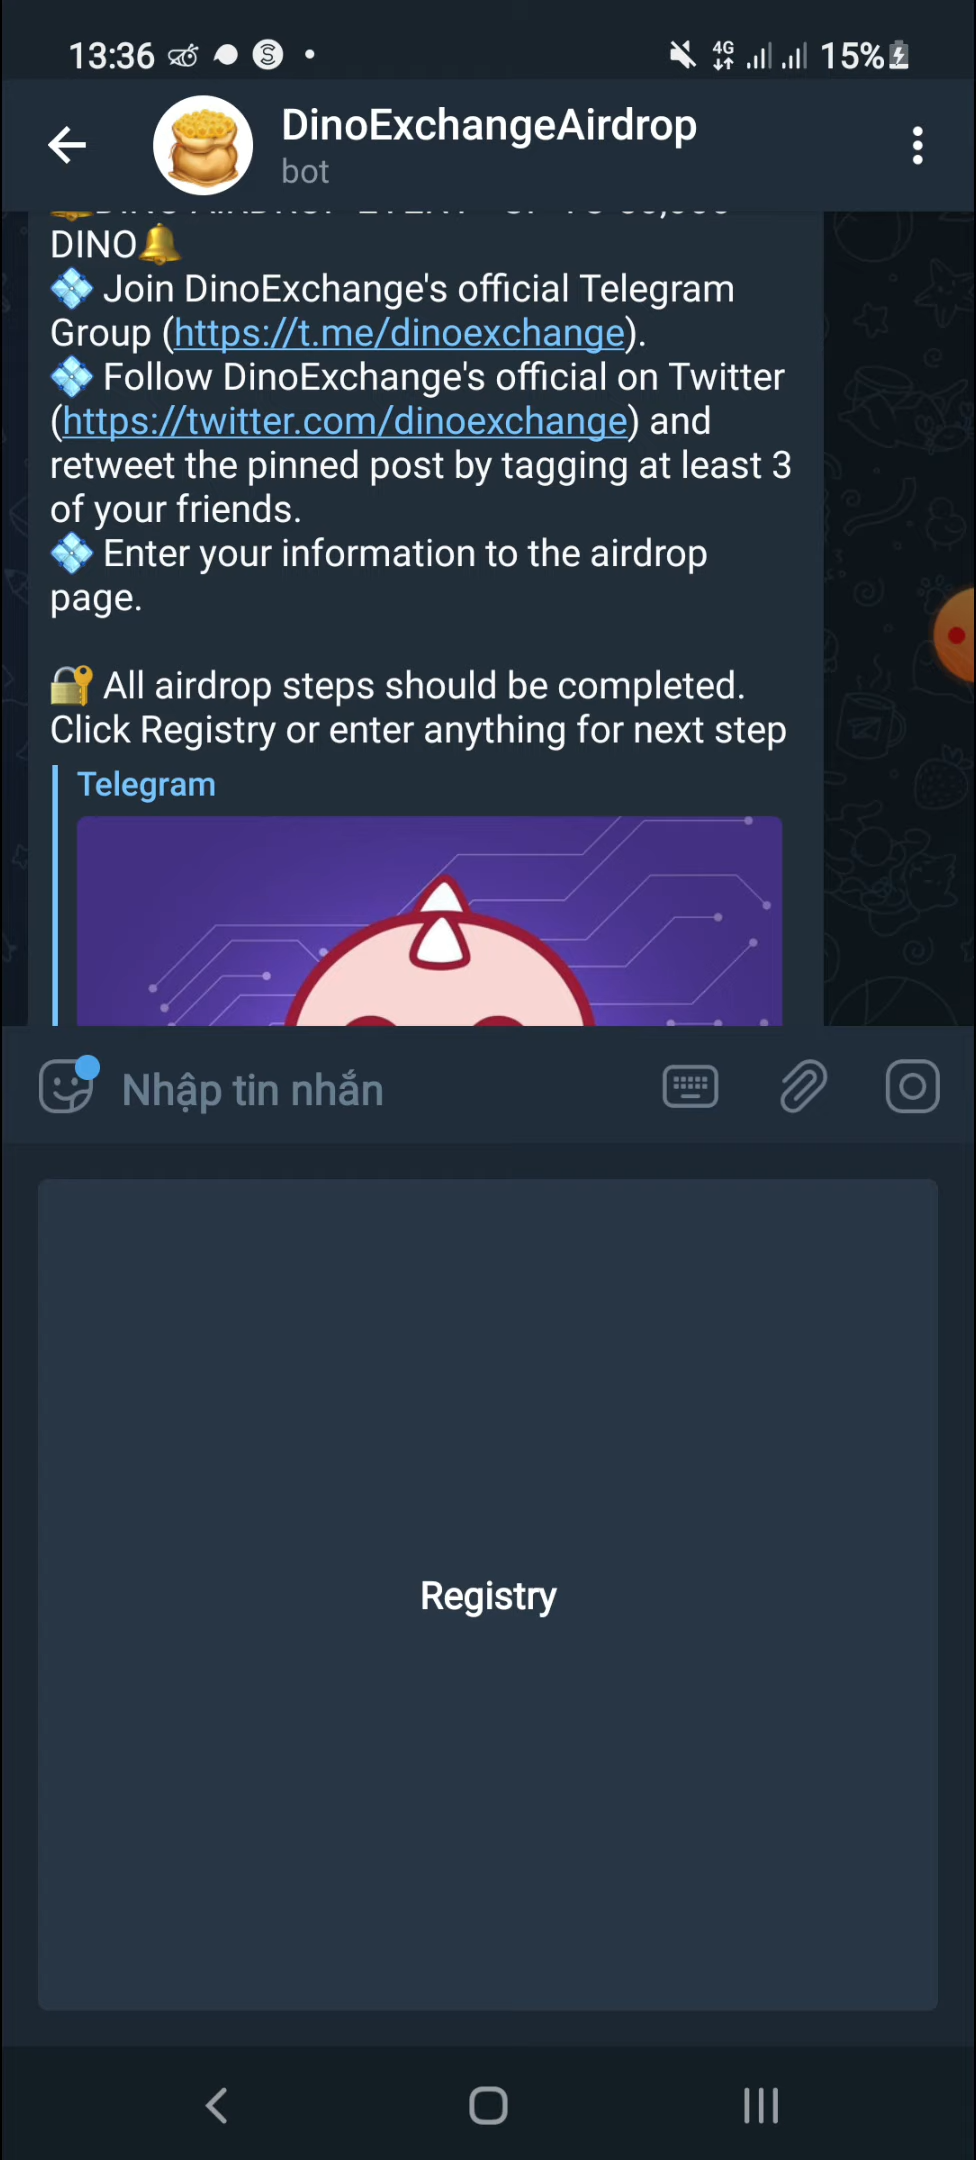 13:36
4G
15%
DinoExchangeAirdrop
bot
DINO
Join DinoExchange's official Telegram
Group (https://t.me/dinoexchange).
Follow DinoExchange's official on Twitter
(https://twitter.com/dinoexchange) and
retweet the pinned post by tagging at least 3
of your friends.
Enter your information to the airdrop
page.
All airdrop steps should be completed.
Click Registry or enter anything for next step
Telegram
Nhập tin nhắn
Registry